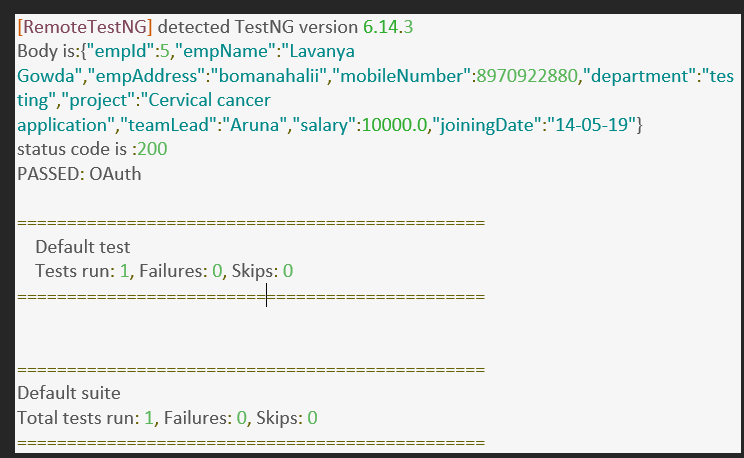 [RemoteTestNG] detected TestNG version 6.14.3
Body is:{"empId":5,"empName":"Lavanya
Gowda","empAddress":"bomanahalii","mobileNumber":8970922880,"department":"tes
ting","project":"Cervical cancer
application","teamLead":"Aruna","salary":10000.0,"joiningDate":"14-05-19"}
status code is :200
PASSED: OAuth
===============================================
Default test
Tests run: 1, Failures: 0, Skips: 0
===============================================
===============================================
Default suite
Total tests run: 1, Failures: 0, Skips: 0
===============================================